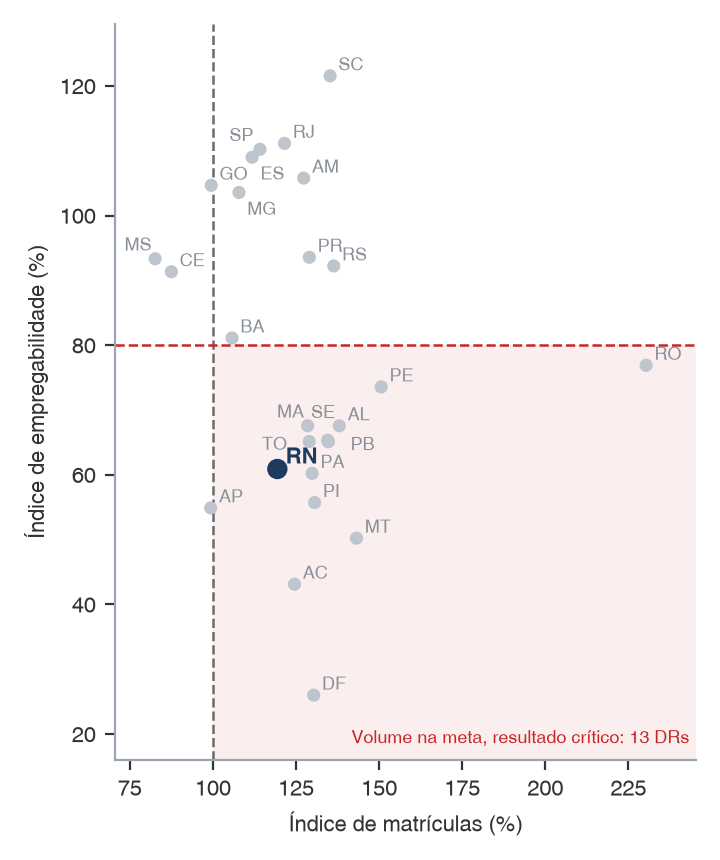 SC
120
SP
RJ
GO
ES
AM
MG
100
MS
CE
PR
RS
BA
80
RO
PE
MA
SE
AL
TO
RN
PB
60
PA
AP
PI
MT
AC
40
DF
20
Volume na meta, resultado crítico: 13 DRs
75
100
125
150
175
200
225
Índice de matrículas (%)
Índice de empregabilidade (%)